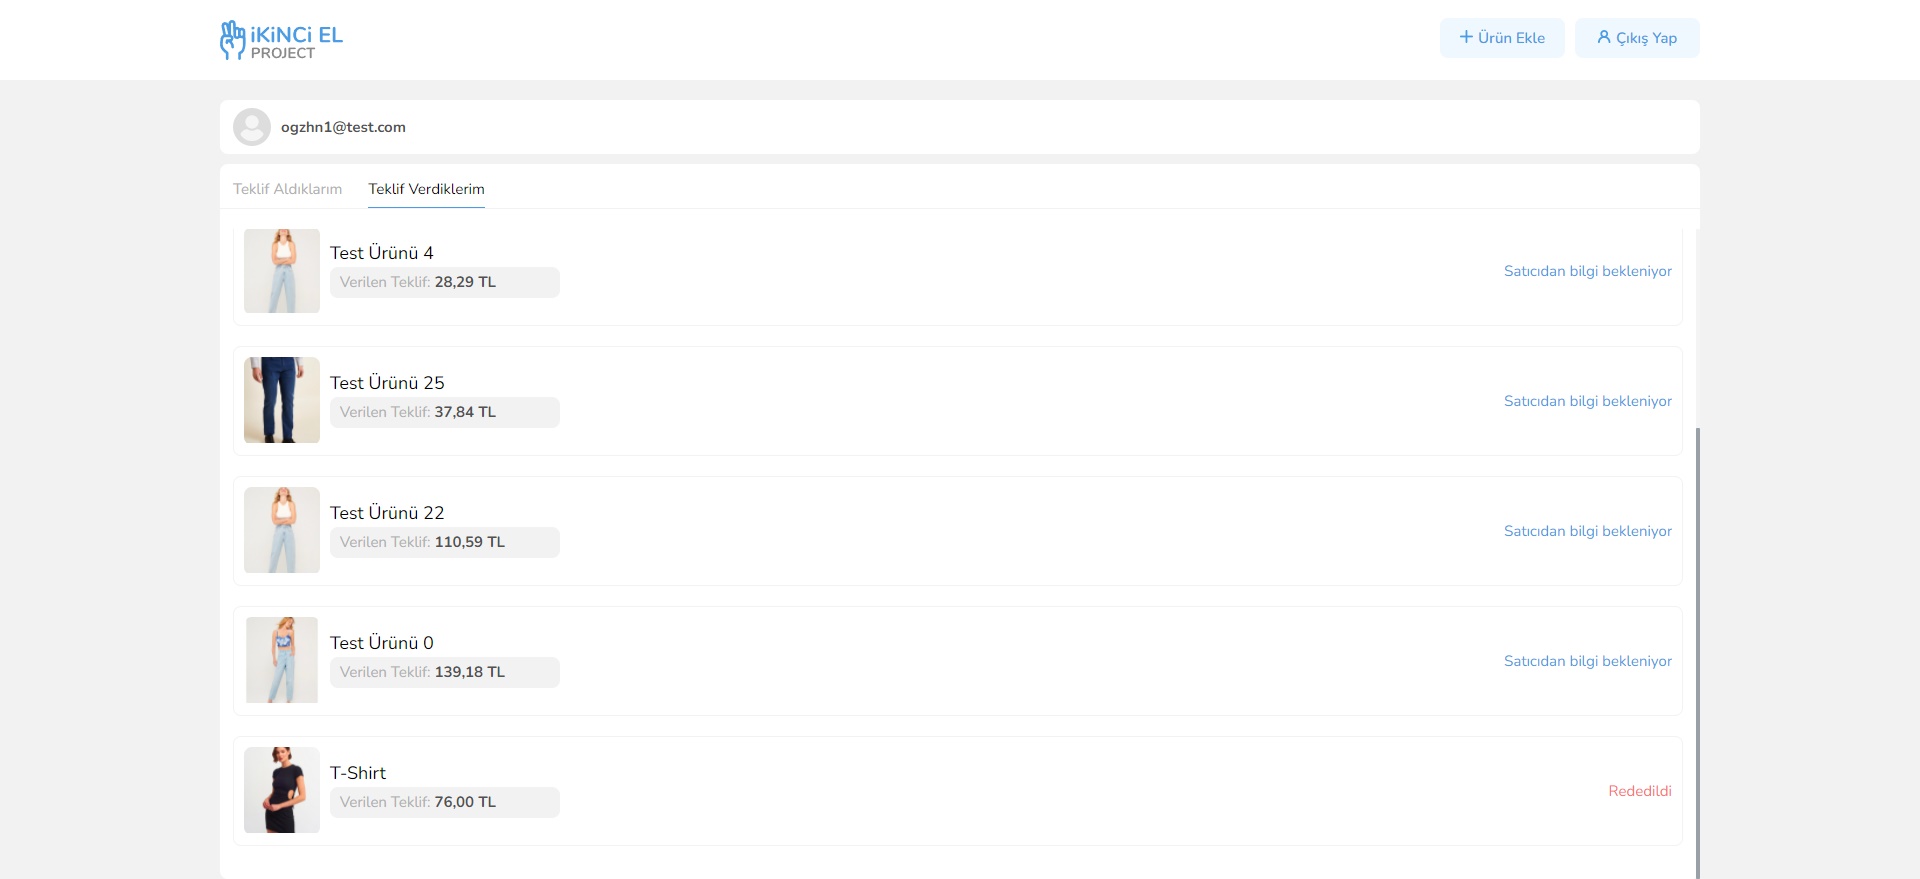 iKiNCi EL
PROJECT
Ürün Ekle
Çıkış Yap
ogzhn1@test.com
Teklif Aldıklarım
Teklif Verdiklerim
Test Ürünü 4
Verilen Teklif: 28,29 TL
Satıcıdan bilgi bekleniyor
Test Ürünü 25
Verilen Teklif: 37,84 TL
Satıcıdan bilgi bekleniyor
Test Ürünü 22
Verilen Teklif: 110,59 TL
Satıcıdan bilgi bekleniyor
Test Ürünü 0
Verilen Teklif: 139,18 TL
Satıcıdan bilgi bekleniyor
T-Shirt
Verilen Teklif: 76,00 TL
Rededildi